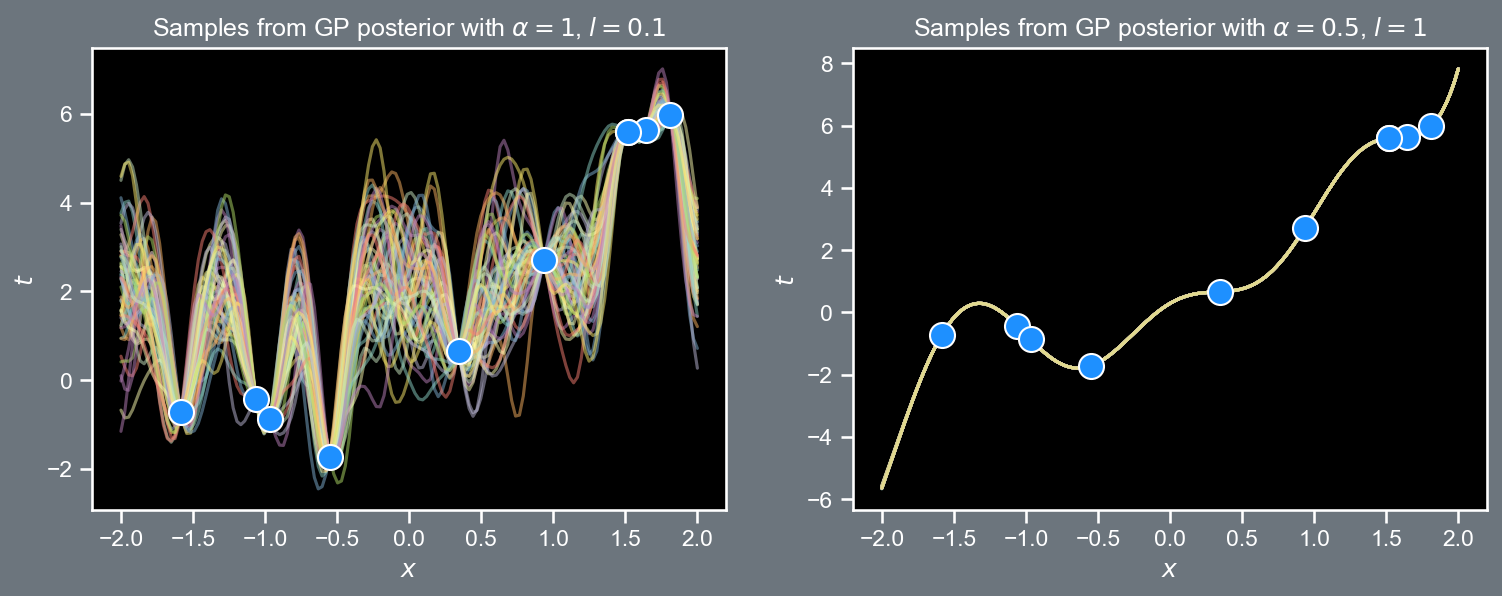 Samples from GP posterior with α = 1, l = 0.1
6
4
2
0
−2
t
−2.0 −1.5 −1.0 −0.5 0.0 0.5 1.0 1.5 2.0
x
Samples from GP posterior with α = 0.5, l = 1
8
6
4
2
0
−2
−4
−6
t
−2.0 −1.5 −1.0 −0.5 0.0 0.5 1.0 1.5 2.0
x